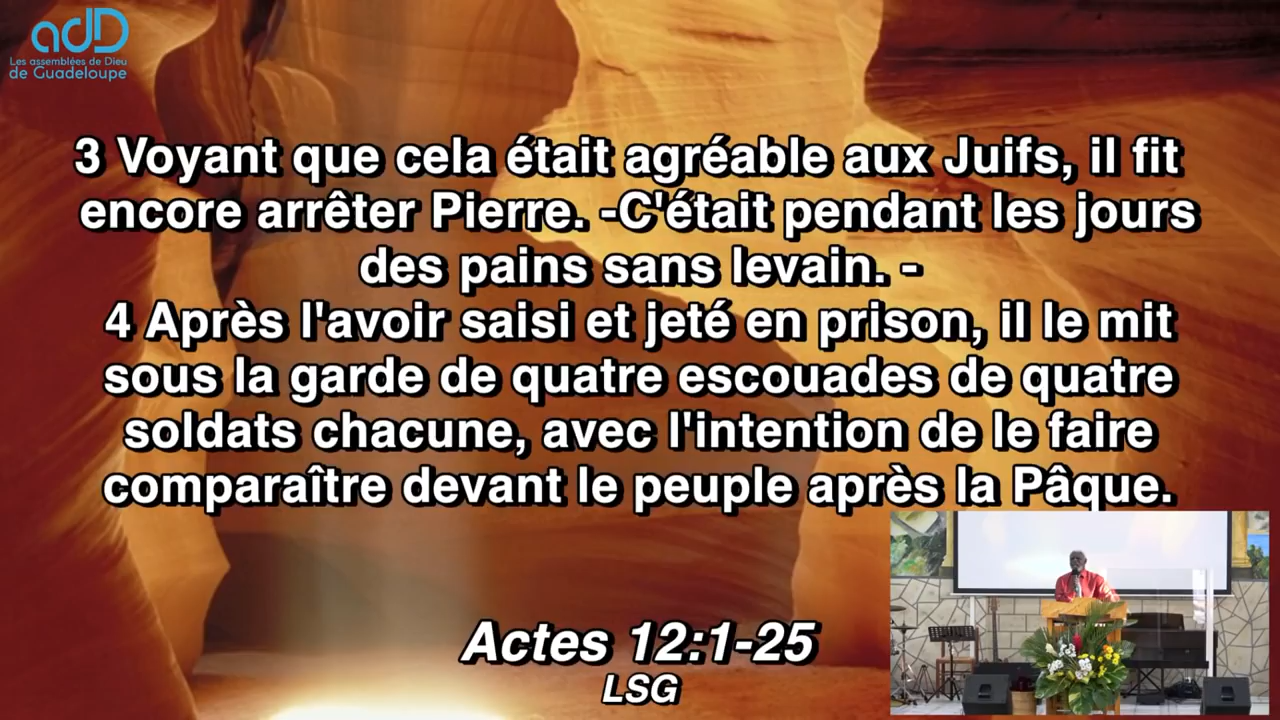 adD
Les assemblées de Dieu
de Guadeloupe
3 Voyant que cela était agréable aux Juifs, il fit
encore arrêter Pierre. -C'était pendant les jours
des pains sans levain. -
4 Après l'avoir saisi et jeté en prison, il le mit
sous la garde de quatre escouades de quatre
soldats chacune, avec l'intention de le faire
comparaître devant le peuple après la Pâque.
Actes 12:1-25
LSG